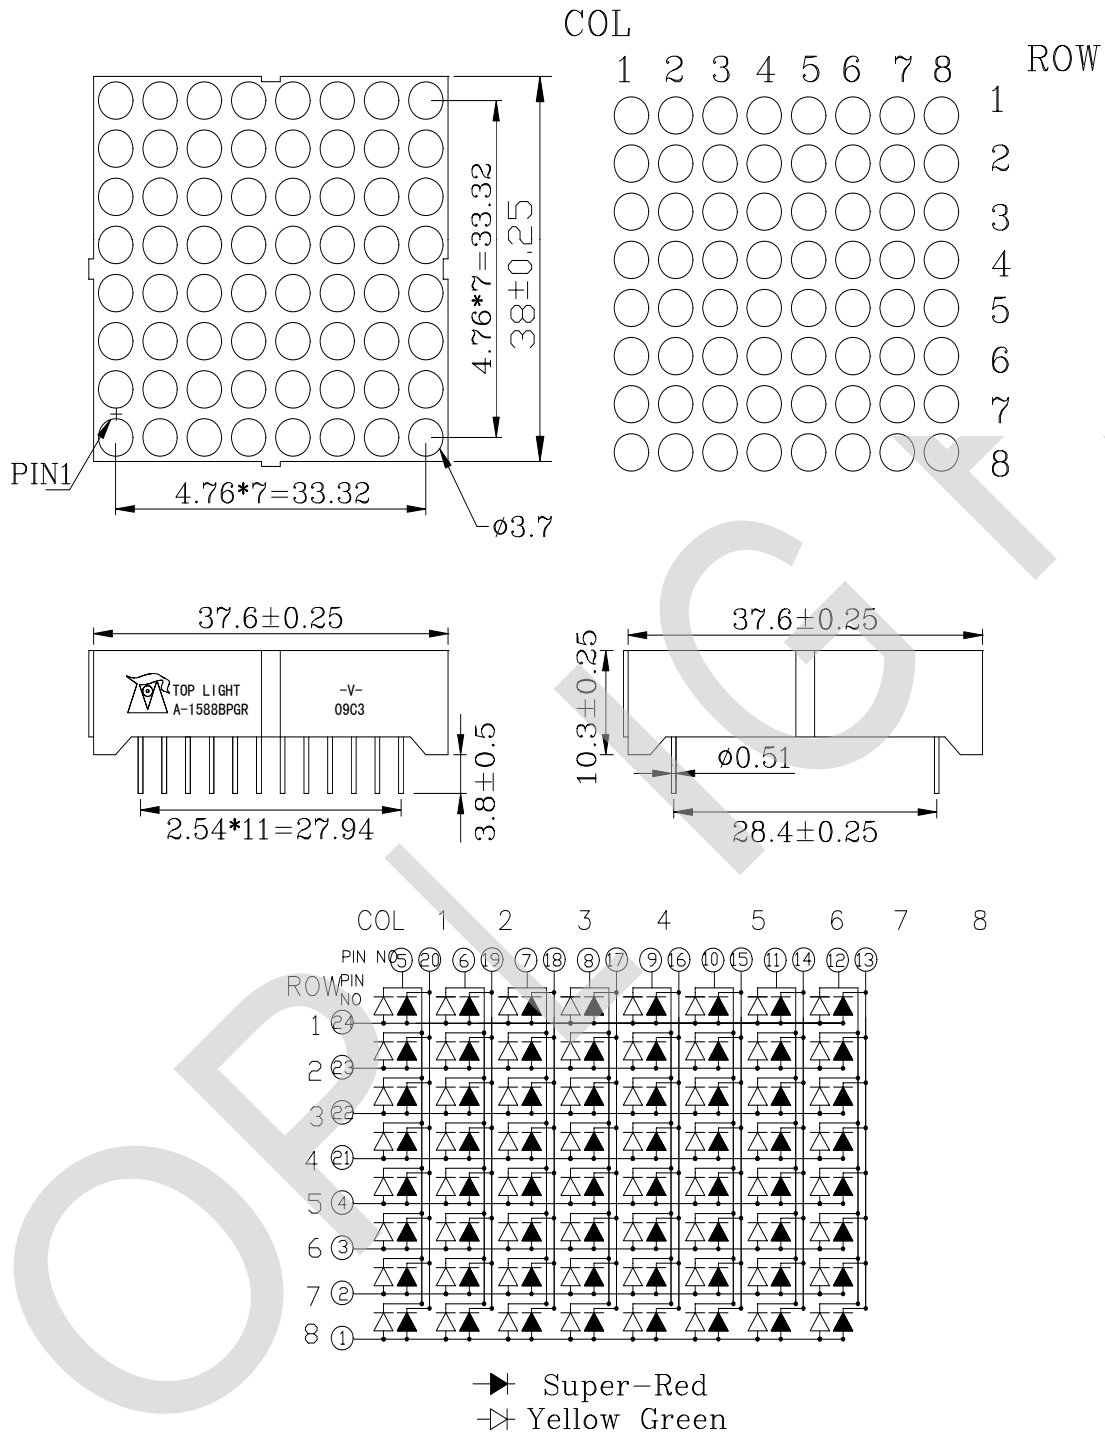 COL
ROW
1 2 3 4 5 6 7 8
1
2
3
4
5
6
7
8
4.76*7=33.32
38±0.25
PIN1
4.76*7=33.32
ø3.7
37.6±0.25
TOP LIGHT
A-1588BPGR
-V-
09C3
3.8±0.5
2.54*11=27.94
37.6±0.25
10.3±0.25
ø0.51
28.4±0.25
COL 1 2 3 4 5 6 7 8
PIN NO 5 20 6 19 7 18 8 17 9 16 10 15 11 14 12 13
ROW PIN
NO
1 24
2 23
3 22
4 21
5 4
6 3
7 2
8 1
Super-Red
Yellow Green
OPLIGH